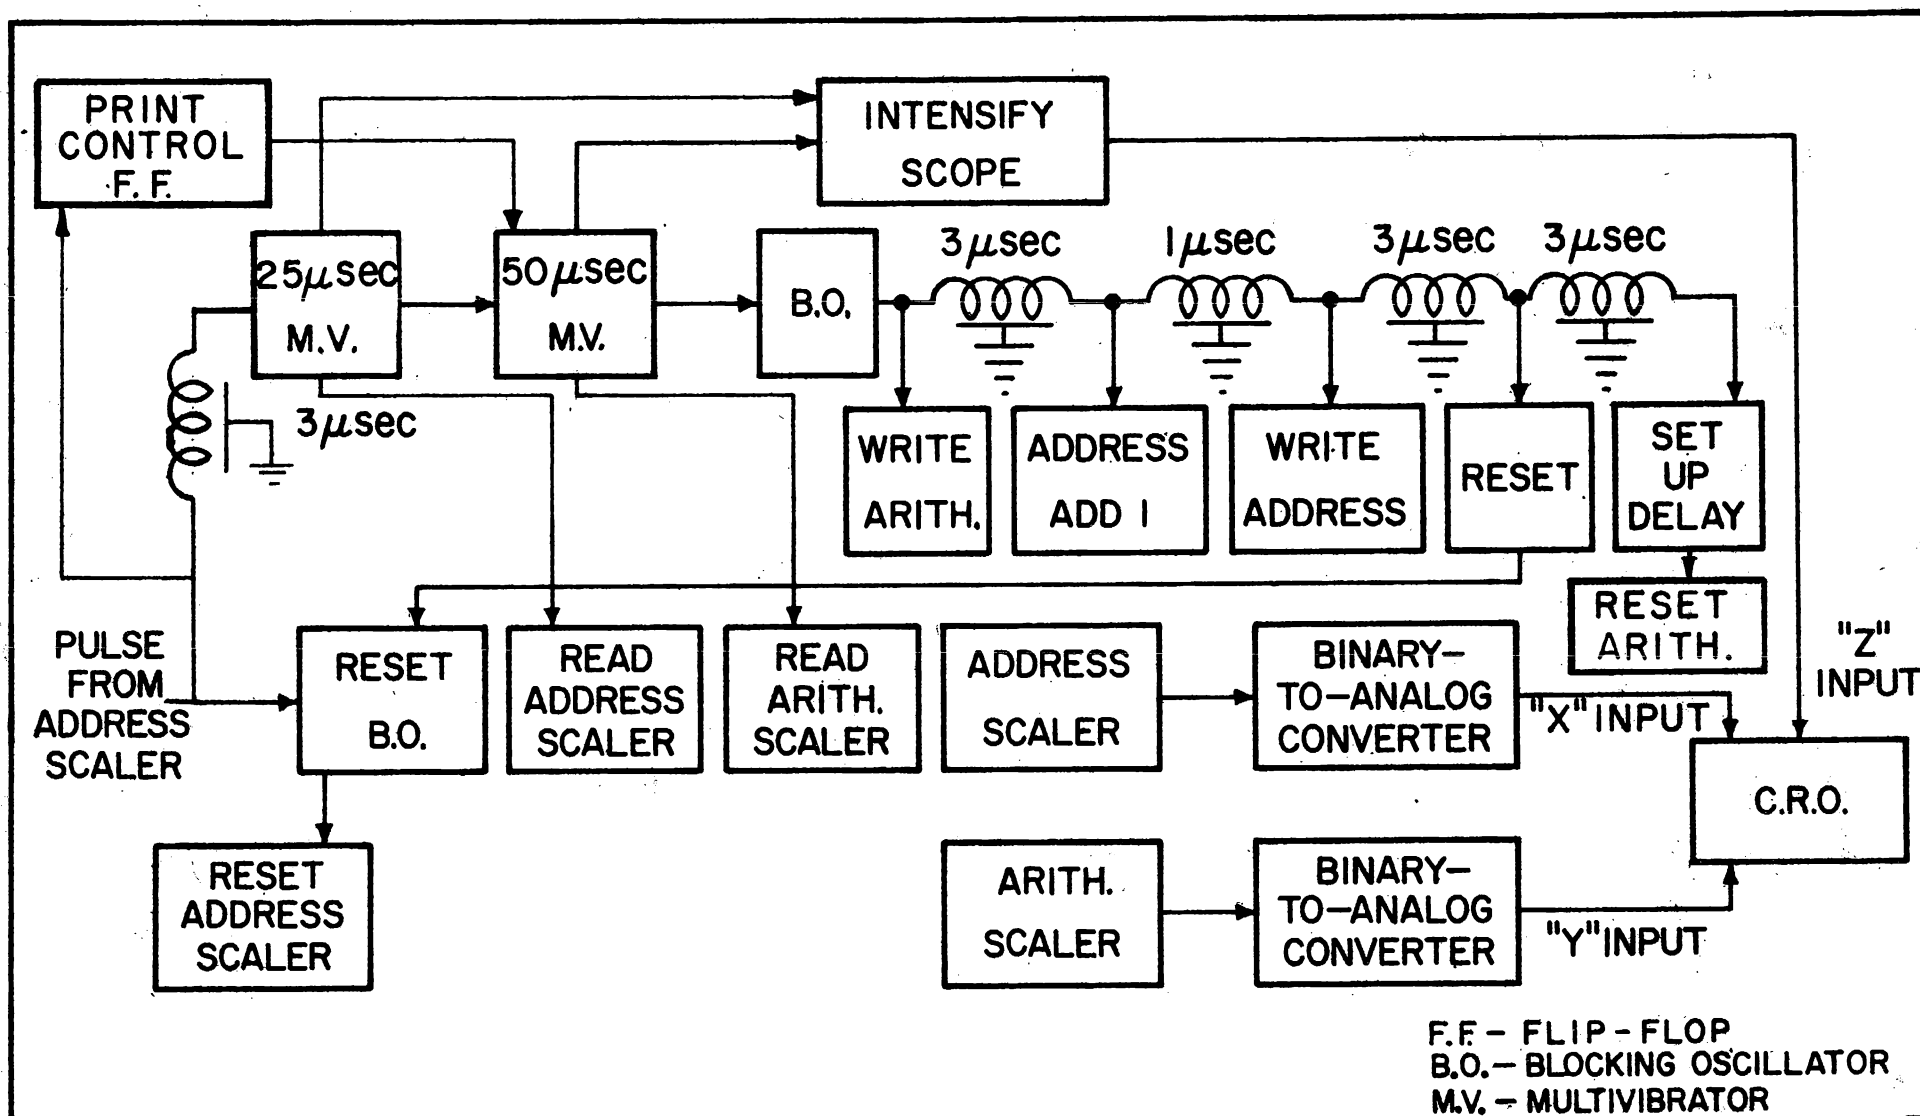 PRINT
CONTROL
F. F.
INTENSIFY
SCOPE
25μsec
M.V.
50μsec
M.V.
B.O.
3μsec
1μsec
3μsec
3μsec
3μsec
WRITE
ARITH.
ADDRESS
ADD 1
WRITE
ADDRESS
RESET
SET
UP
DELAY
RESET
ARITH.
PULSE
FROM
ADDRESS
SCALER
RESET
B.O.
READ
ADDRESS
SCALER
READ
ARITH.
SCALER
ADDRESS
SCALER
BINARY-
TO-ANALOG
CONVERTER
"X" INPUT
"Z"
INPUT
C.R.O.
RESET
ADDRESS
SCALER
ARITH.
SCALER
BINARY-
TO-ANALOG
CONVERTER
"Y" INPUT
F.F. - FLIP-FLOP
B.O. - BLOCKING OSCILLATOR
M.V. - MULTIVIBRATOR